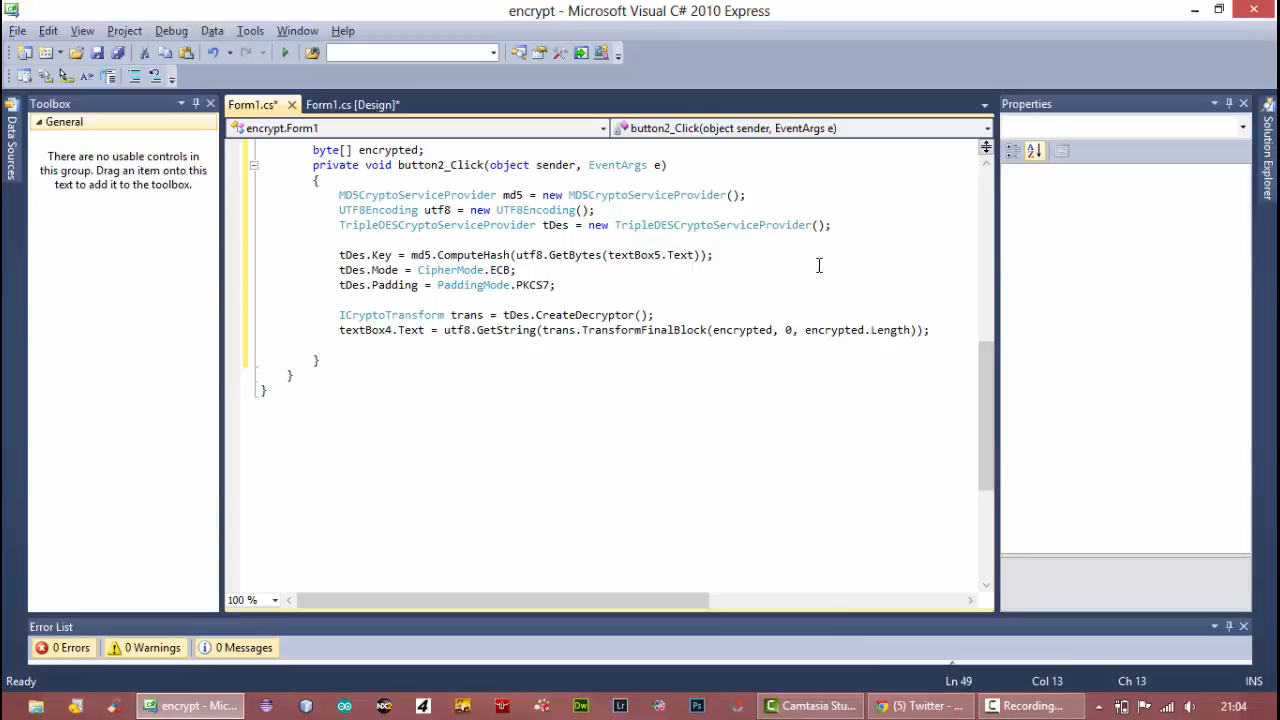 encrypt - Microsoft Visual C# 2010 Express
File Edit View Project Debug Data Tools Window Help
Toolbox
Form1.cs* Form1.cs [Design]*
Properties
General
encrypt.Form1
button2_Click(object sender, EventArgs e)
Data Sources
Solution Explorer
There are no usable controls in
this group. Drag an item onto this
text to add it to the toolbox.
byte[] encrypted;
private void button2_Click(object sender, EventArgs e)
{
MD5CryptoServiceProvider md5 = new MD5CryptoServiceProvider();
UTF8Encoding utf8 = new UTF8Encoding();
TripleDESCryptoServiceProvider tDes = new TripleDESCryptoServiceProvider();
tDes.Key = md5.ComputeHash(utf8.GetBytes(textBox5.Text));
tDes.Mode = CipherMode.ECB;
tDes.Padding = PaddingMode.PKCS7;
ICryptoTransform trans = tDes.CreateDecryptor();
textBox4.Text = utf8.GetString(trans.TransformFinalBlock(encrypted, 0, encrypted.Length));
}
}
}
100 %
Error List
0 Errors 0 Warnings 0 Messages
Ready Ln 49 Col 13 Ch 13 INS
encrypt - Mic... Camtasia Stu... (5) Twitter - ... Recording... 21:04